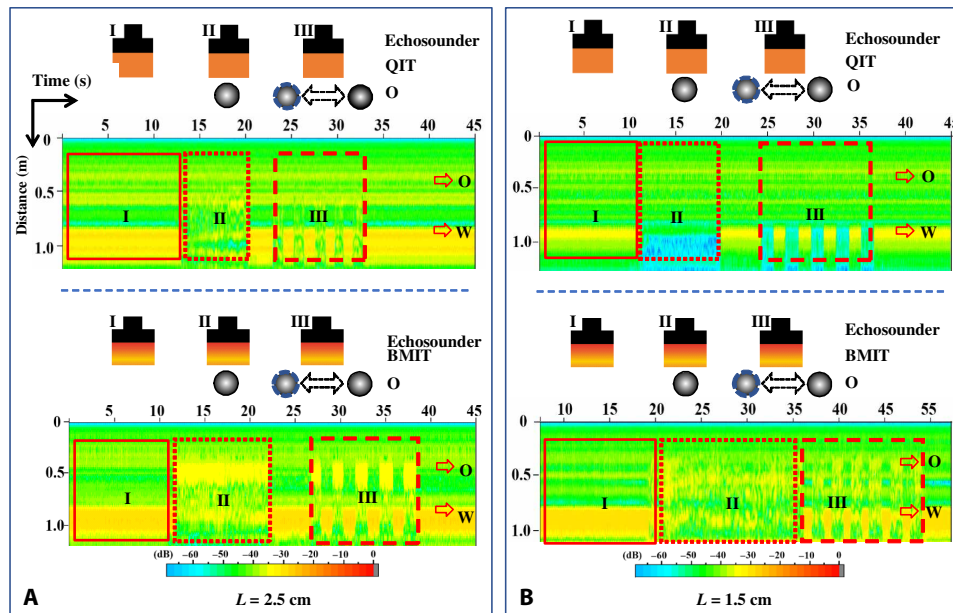 I II III
Echosounder
QIT
O
Time (s)
Distance (m)
5 10 15 20 25 30 35 40 45
0
0.5
1.0
I II III
O
W
I II III
Echosounder
BMIT
O
5 10 15 20 25 30 35 40 45
0
0.5
1.0
I II III
O
W
(dB) −60 −50 −40 −30 −20 −10 0
A
L = 2.5 cm
I II III
Echosounder
QIT
O
5 10 15 20 25 30 35 40 45
0
0.5
1.0
I II III
O
W
I II III
Echosounder
BMIT
O
10 15 20 25 30 35 40 45 50 55
0
0.5
1.0
I II III
O
W
(dB) −60 −50 −40 −30 −20 −10 0
B
L = 1.5 cm